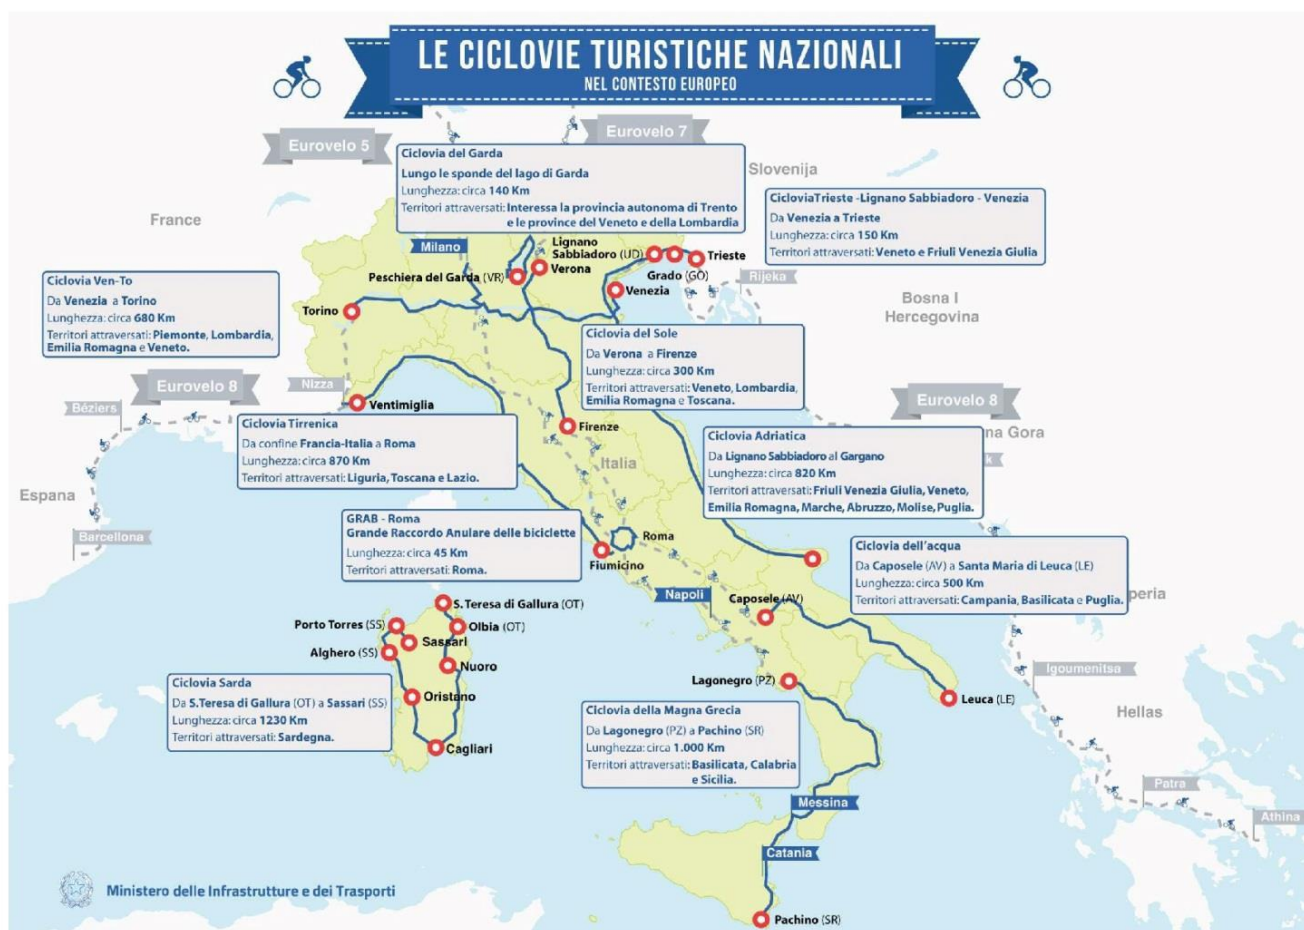 LE CICLOVIE TURISTICHE NAZIONALI
NEL CONTESTO EUROPEO
Eurovelo 5
Eurovelo 7
Slovenija
France
Ciclovia del Garda
Lungo le sponde del lago di Garda
Lunghezza: circa 140 Km
Territori attraversati: Interessa la provincia autonoma di Trento
e le province del Veneto e della Lombardia
CicloviaTrieste -Lignano Sabbiadoro - Venezia
Da Venezia a Trieste
Lunghezza: circa 150 Km
Territori attraversati: Veneto e Friuli Venezia Giulia
Milano
Lignano
Sabbiadoro (UD)
Trieste
Peschiera del Garda (VR)
Verona
Grado (GO)
Rijeka
Venezia
Bosna I
Hercegovina
Ciclovia Ven-To
Da Venezia a Torino
Lunghezza: circa 680 Km
Territori attraversati: Piemonte, Lombardia,
Emilia Romagna e Veneto.
Torino
Ciclovia del Sole
Da Verona a Firenze
Lunghezza: circa 300 Km
Territori attraversati: Veneto, Lombardia,
Emilia Romagna e Toscana.
Eurovelo 8
Nizza
Béziers
Ventimiglia
Eurovelo 8
na Gora
k
Ciclovia Tirrenica
Da confine Francia-Italia a Roma
Lunghezza: circa 870 Km
Territori attraversati: Liguria, Toscana e Lazio.
Firenze
Italia
Ciclovia Adriatica
Da Lignano Sabbiadoro al Gargano
Lunghezza: circa 820 Km
Territori attraversati: Friuli Venezia Giulia, Veneto,
Emilia Romagna, Marche, Abruzzo, Molise, Puglia.
Espana
Barcellona
GRAB - Roma
Grande Raccordo Anulare delle biciclette
Lunghezza: circa 45 Km
Territori attraversati: Roma.
Roma
Fiumicino
Ciclovia dell'acqua
Da Caposele (AV) a Santa Maria di Leuca (LE)
Lunghezza: circa 500 Km
Territori attraversati: Campania, Basilicata e Puglia.
peria
Napoli
Caposele (AV)
S.Teresa di Gallura (OT)
Porto Torres (SS)
Olbia (OT)
Sassari
Alghero (SS)
Nuoro
Igoumenitsa
Lagonegro (PZ)
Leuca (LE)
Ciclovia Sarda
Da S.Teresa di Gallura (OT) a Sassari (SS)
Lunghezza: circa 1230 Km
Territori attraversati: Sardegna.
Oristano
Cagliari
Hellas
Ciclovia della Magna Grecia
Da Lagonegro (PZ) a Pachino (SR)
Lunghezza: circa 1.000 Km
Territori attraversati: Basilicata, Calabria
e Sicilia.
Patra
Messina
Athina
Catania
Ministero delle Infrastrutture e dei Trasporti
Pachino (SR)